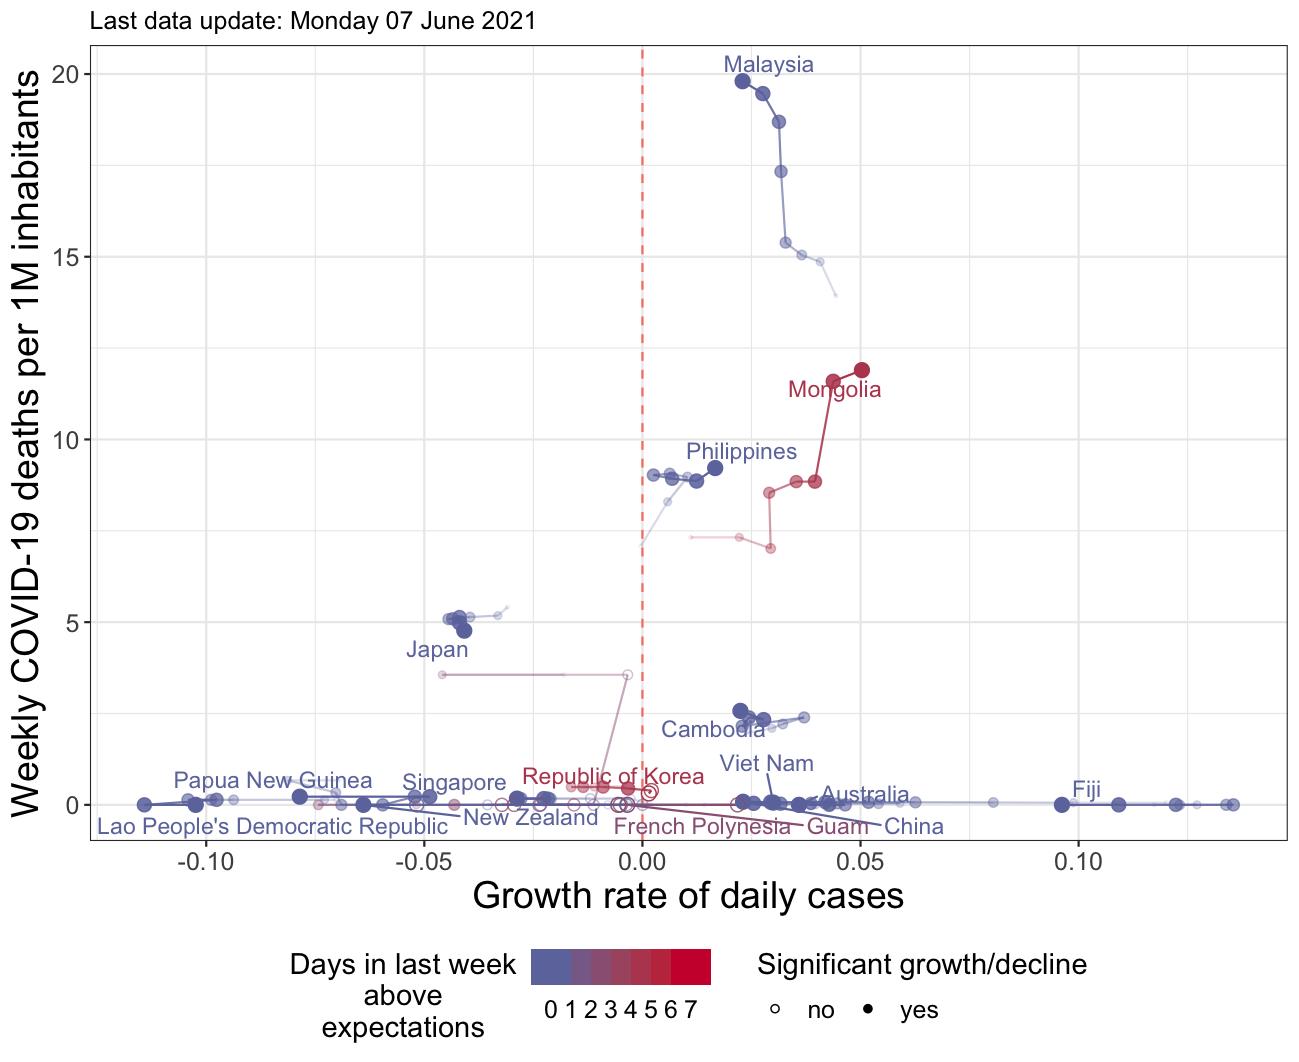 Last data update: Monday 07 June 2021
Weekly COVID-19 deaths per 1M inhabitants
20
15
10
5
0
Malaysia
Mongolia
Philippines
Japan
Cambodia
Viet Nam
Papua New Guinea
Singapore
Republic of Korea
Australia
Fiji
Lao People's Democratic Republic
New Zealand
French Polynesia
Guam
China
-0.10
-0.05
0.00
0.05
0.10
Growth rate of daily cases
Days in last week
above
expectations
0 1 2 3 4 5 6 7
Significant growth/decline
no
yes